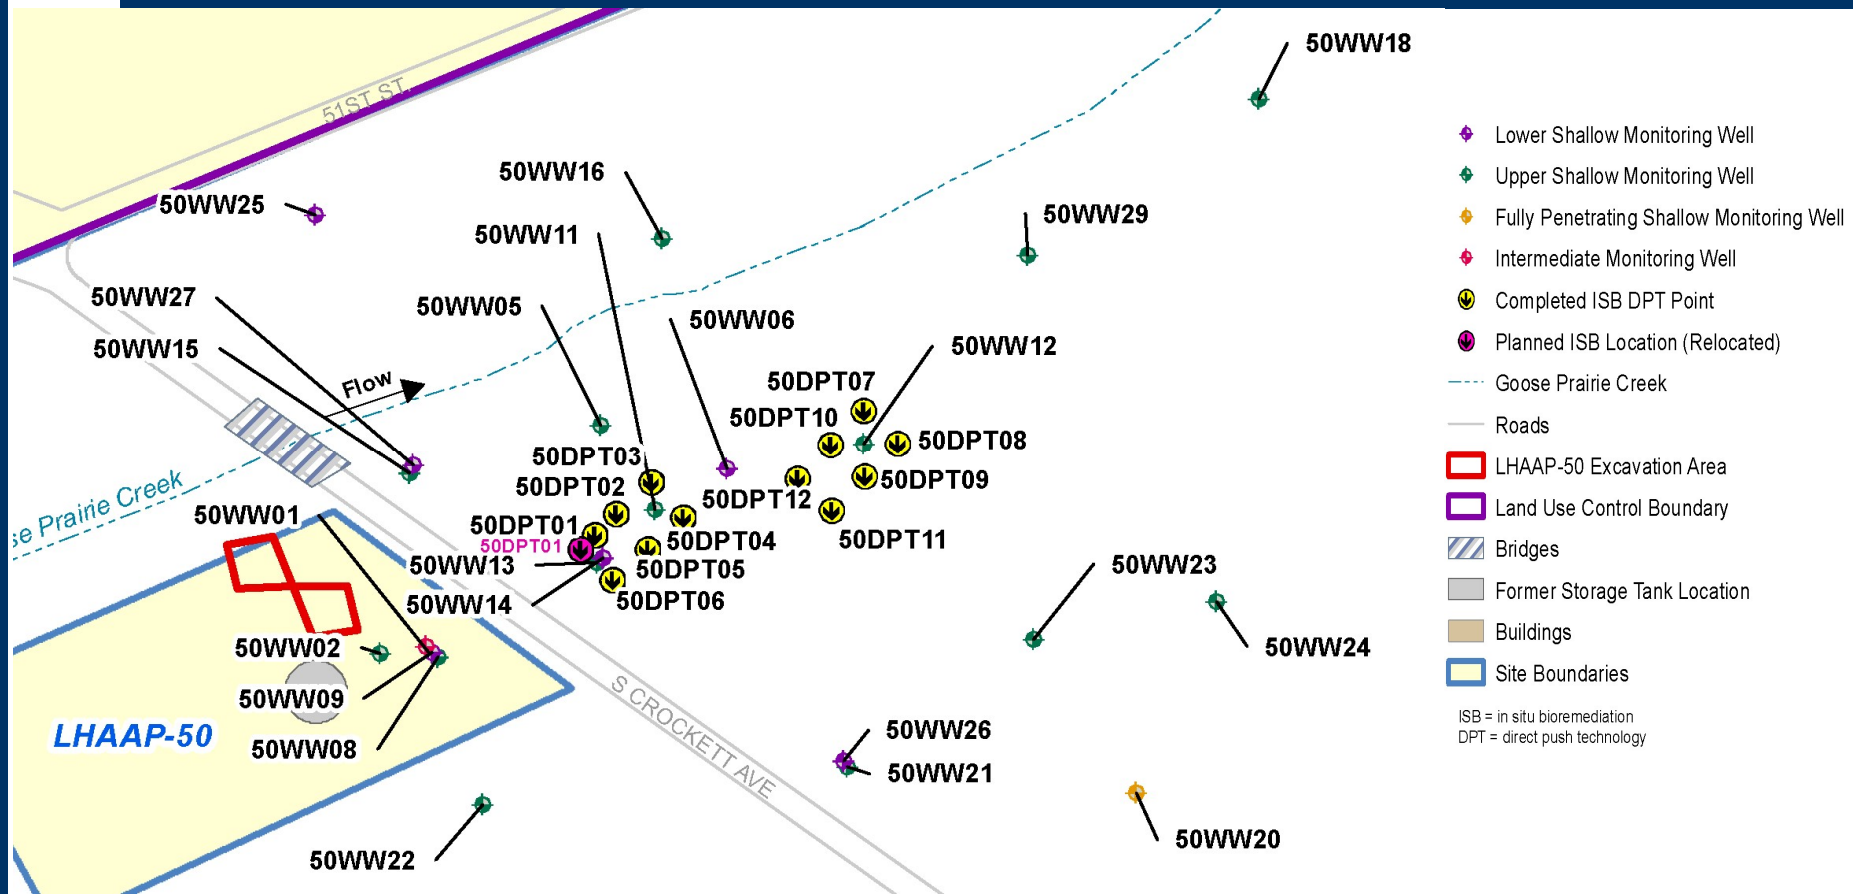 50WW18
51ST ST.
50WW16
50WW25
50WW29
50WW11
50WW27
50WW05
50WW06
50WW15
50WW12
Flow
50DPT07
50DPT10
50DPT08
50DPT03
50DPT02
50DPT09
50DPT12
se Prairie Creek
50WW01
50DPT01
50DPT01
50DPT04
50DPT11
50WW13
50DPT05
50WW23
50WW14
50DPT06
50WW02
50WW24
50WW09
S CROCKETT AVE
LHAAP-50
50WW08
50WW26
50WW21
50WW22
50WW20
Lower Shallow Monitoring Well
Upper Shallow Monitoring Well
Fully Penetrating Shallow Monitoring Well
Intermediate Monitoring Well
Completed ISB DPT Point
Planned ISB Location (Relocated)
Goose Prairie Creek
Roads
LHAAP-50 Excavation Area
Land Use Control Boundary
Bridges
Former Storage Tank Location
Buildings
Site Boundaries
ISB = in situ bioremediation
DPT = direct push technology